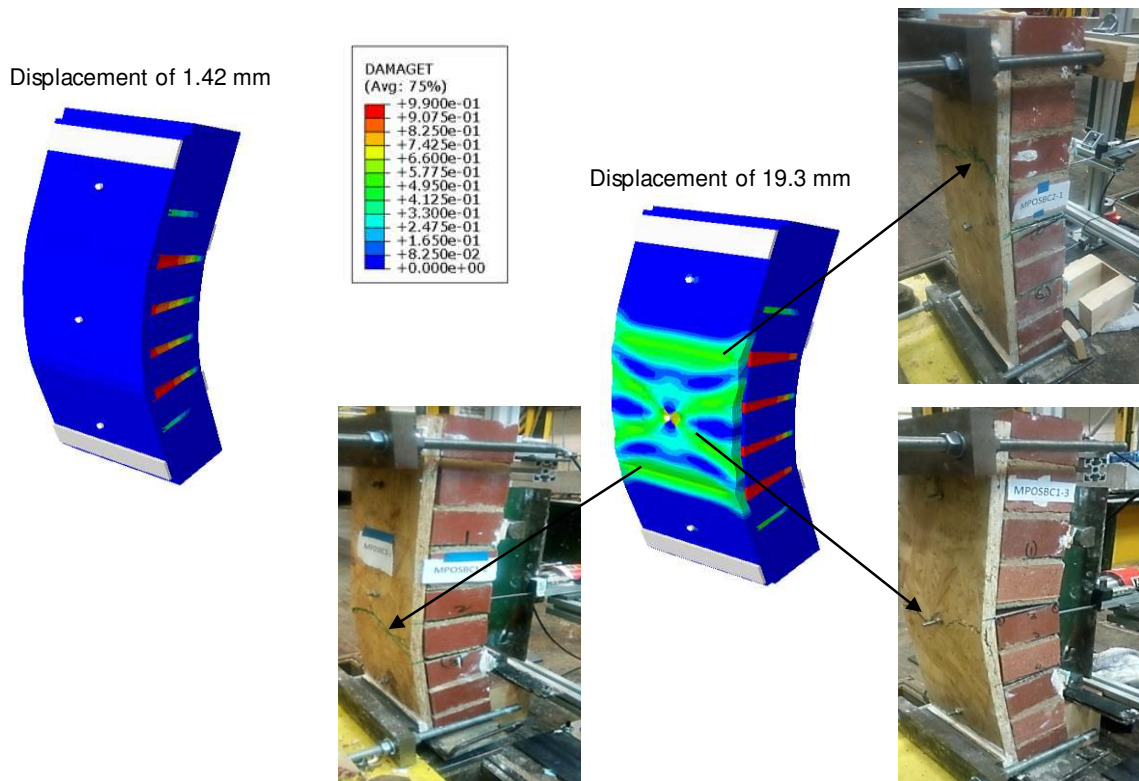 Displacement of 1.42 mm
DAMAGET
(Avg: 75%)
+9.900e-01
+9.075e-01
+8.250e-01
+7.425e-01
+6.600e-01
+5.775e-01
+4.950e-01
+4.125e-01
+3.300e-01
+2.475e-01
+1.650e-01
+8.250e-02
+0.000e+00
Displacement of 19.3 mm
MPOSBC2-1
MPOSBC1-3